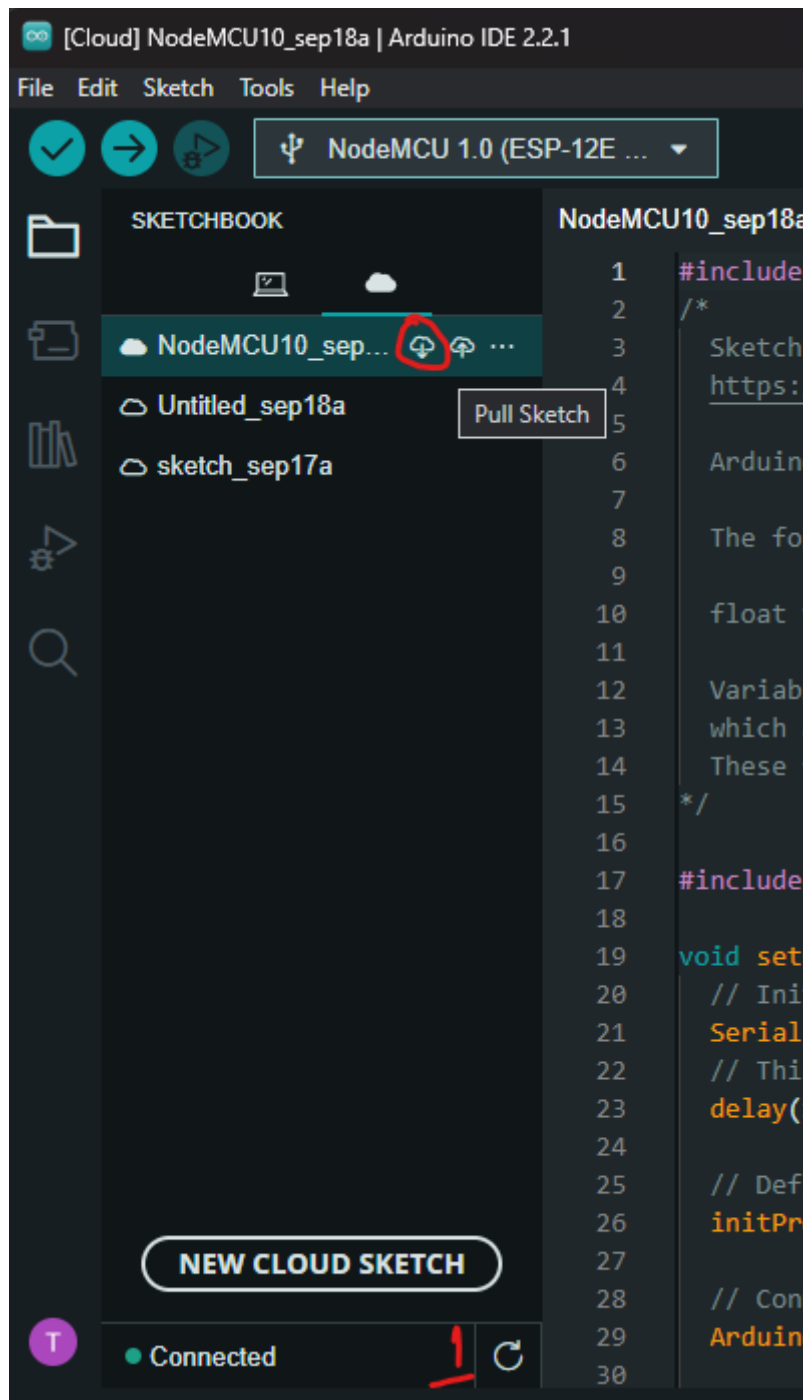 [Cloud] NodeMCU10_sep18a | Arduino IDE 2.2.1
File Edit Sketch Tools Help
NodeMCU 1.0 (ESP-12E ...
SKETCHBOOK
NodeMCU10_sep...
Pull Sketch
Untitled_sep18a
sketch_sep17a
NEW CLOUD SKETCH
T
Connected
1
NodeMCU10_sep18a
1 #include
2 /*
3 Sketch
4 https:
5
6 Arduin
7
8 The fo
9
10 float
11
12 Variab
13 which
14 These
15 */
16
17 #include
18
19 void set
20 // Ini
21 Serial
22 // Thi
23 delay(
24
25 // Def
26 initPr
27
28 // Con
29 Arduin
30